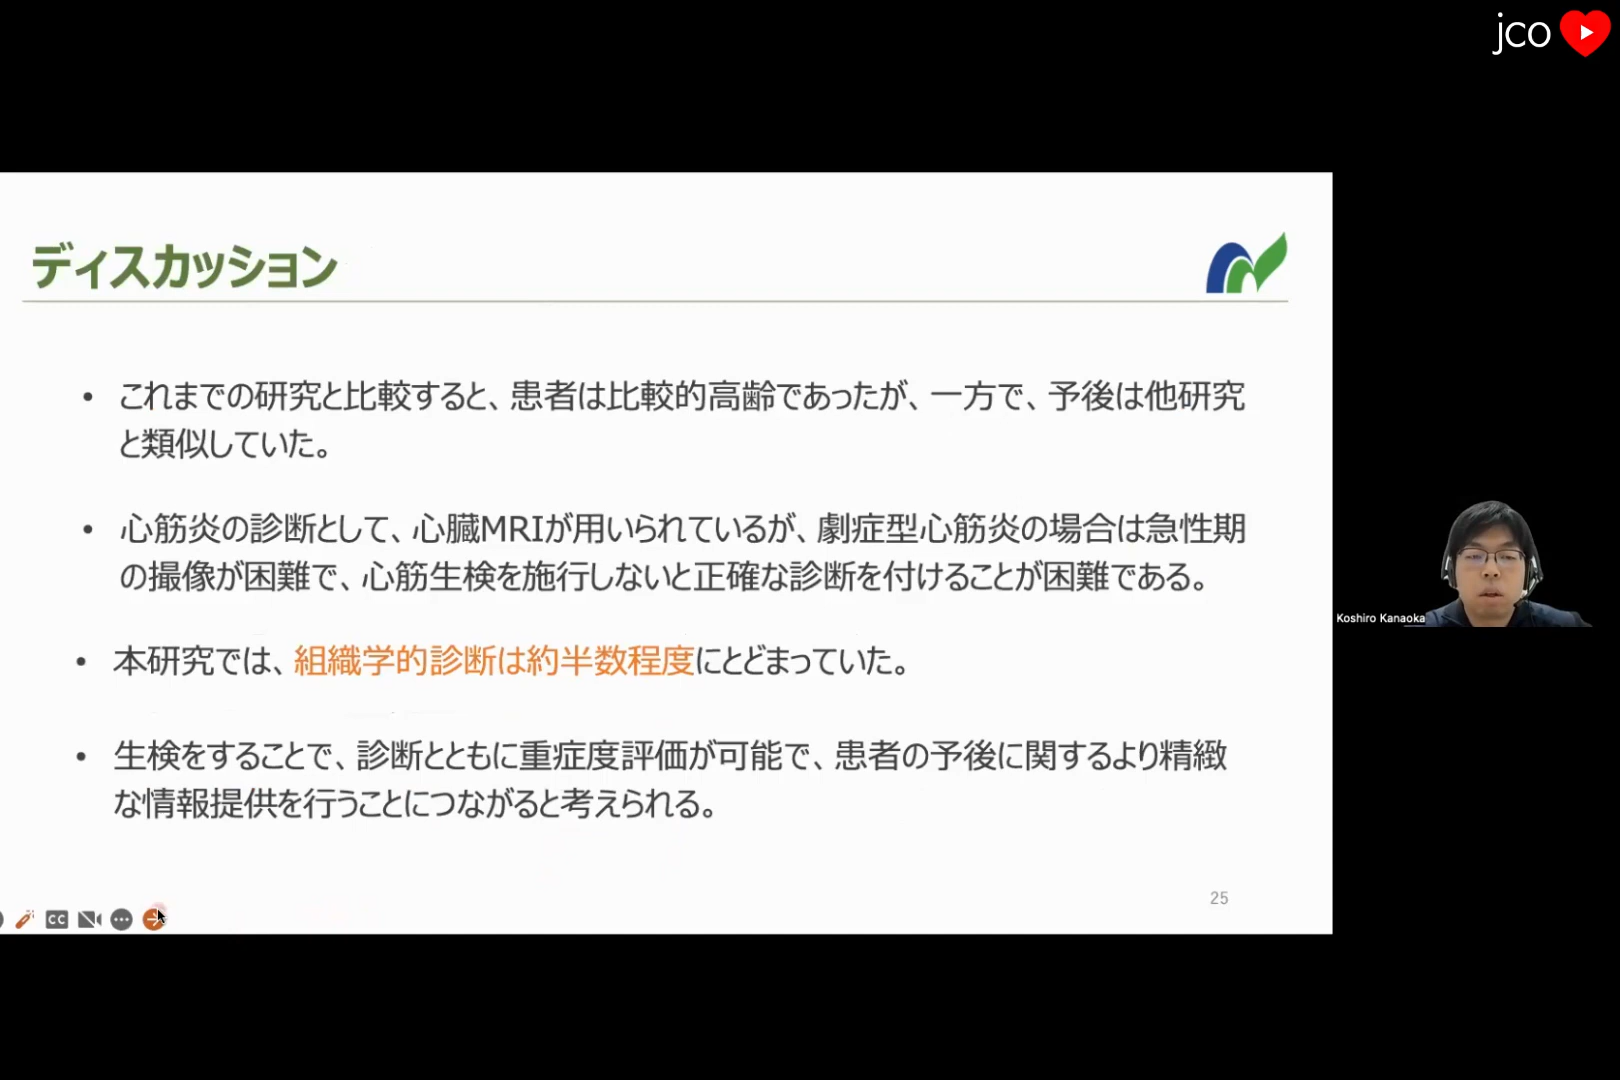 jco
ディスカッション
• これまでの研究と比較すると、患者は比較的高齢であったが、一方で、予後は他研究
と類似していた。
• 心筋炎の診断として、心臓MRIが用いられているが、劇症型心筋炎の場合は急性期
の撮像が困難で、心筋生検を施行しないと正確な診断を付けることが困難である。
• 本研究では、組織学的診断は約半数程度にとどまっていた。
• 生検をすることで、診断とともに重症度評価が可能で、患者の予後に関するより精緻
な情報提供を行うことにつながると考えられる。
25
CC
Koshiro Kanaoka